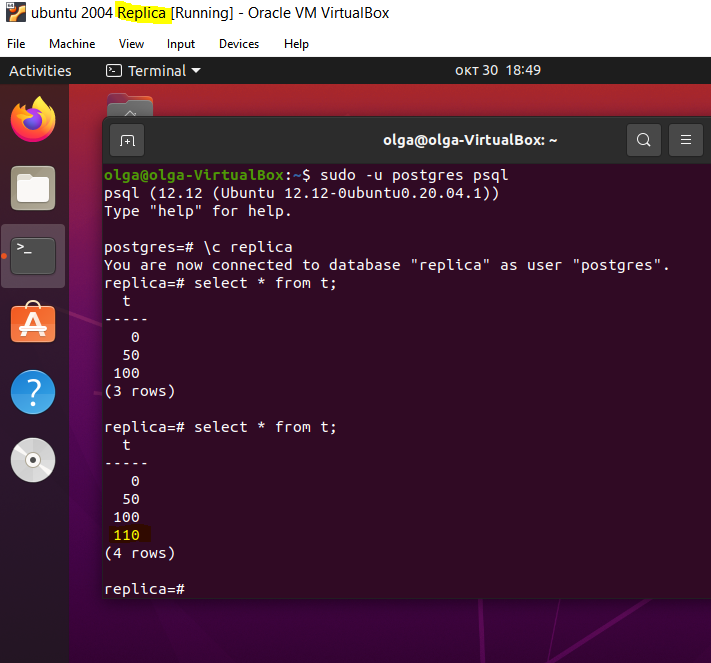 ubuntu 2004 Replica [Running] - Oracle VM VirtualBox
File Machine View Input Devices Help
Activities Terminal окт 30 18:49
olga@olga-VirtualBox: ~
olga@olga-VirtualBox:~$ sudo -u postgres psql
psql (12.12 (Ubuntu 12.12-0ubuntu0.20.04.1))
Type "help" for help.
postgres=# \c replica
You are now connected to database "replica" as user "postgres".
replica=# select * from t;
t
-----
0
50
100
(3 rows)
replica=# select * from t;
t
-----
0
50
100
110
(4 rows)
replica=#